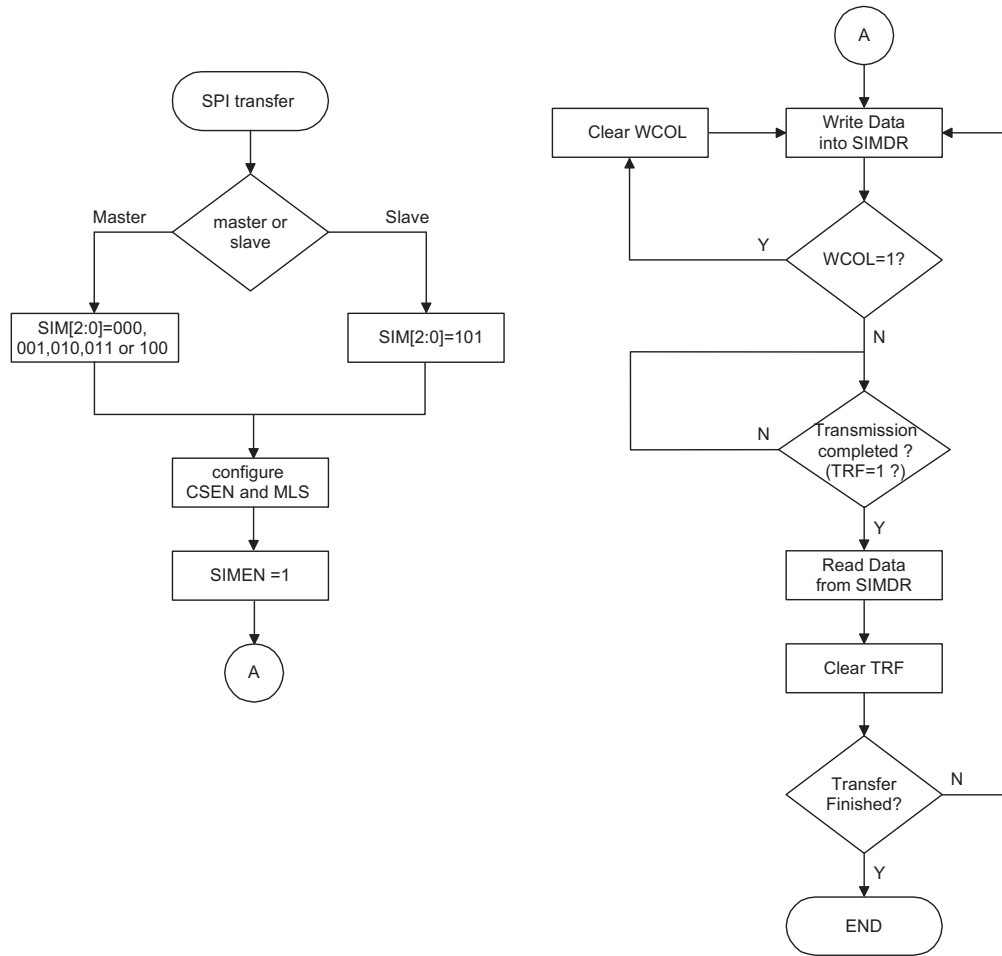 SPI transfer
master or
slave
Master
Slave
SIM[2:0]=000,
001,010,011 or 100
SIM[2:0]=101
configure
CSEN and MLS
SIMEN =1
A
A
Clear WCOL
Write Data
into SIMDR
Y
WCOL=1?
N
N
Transmission
completed ?
(TRF=1 ?)
Y
Read Data
from SIMDR
Clear TRF
Transfer
Finished?
N
Y
END